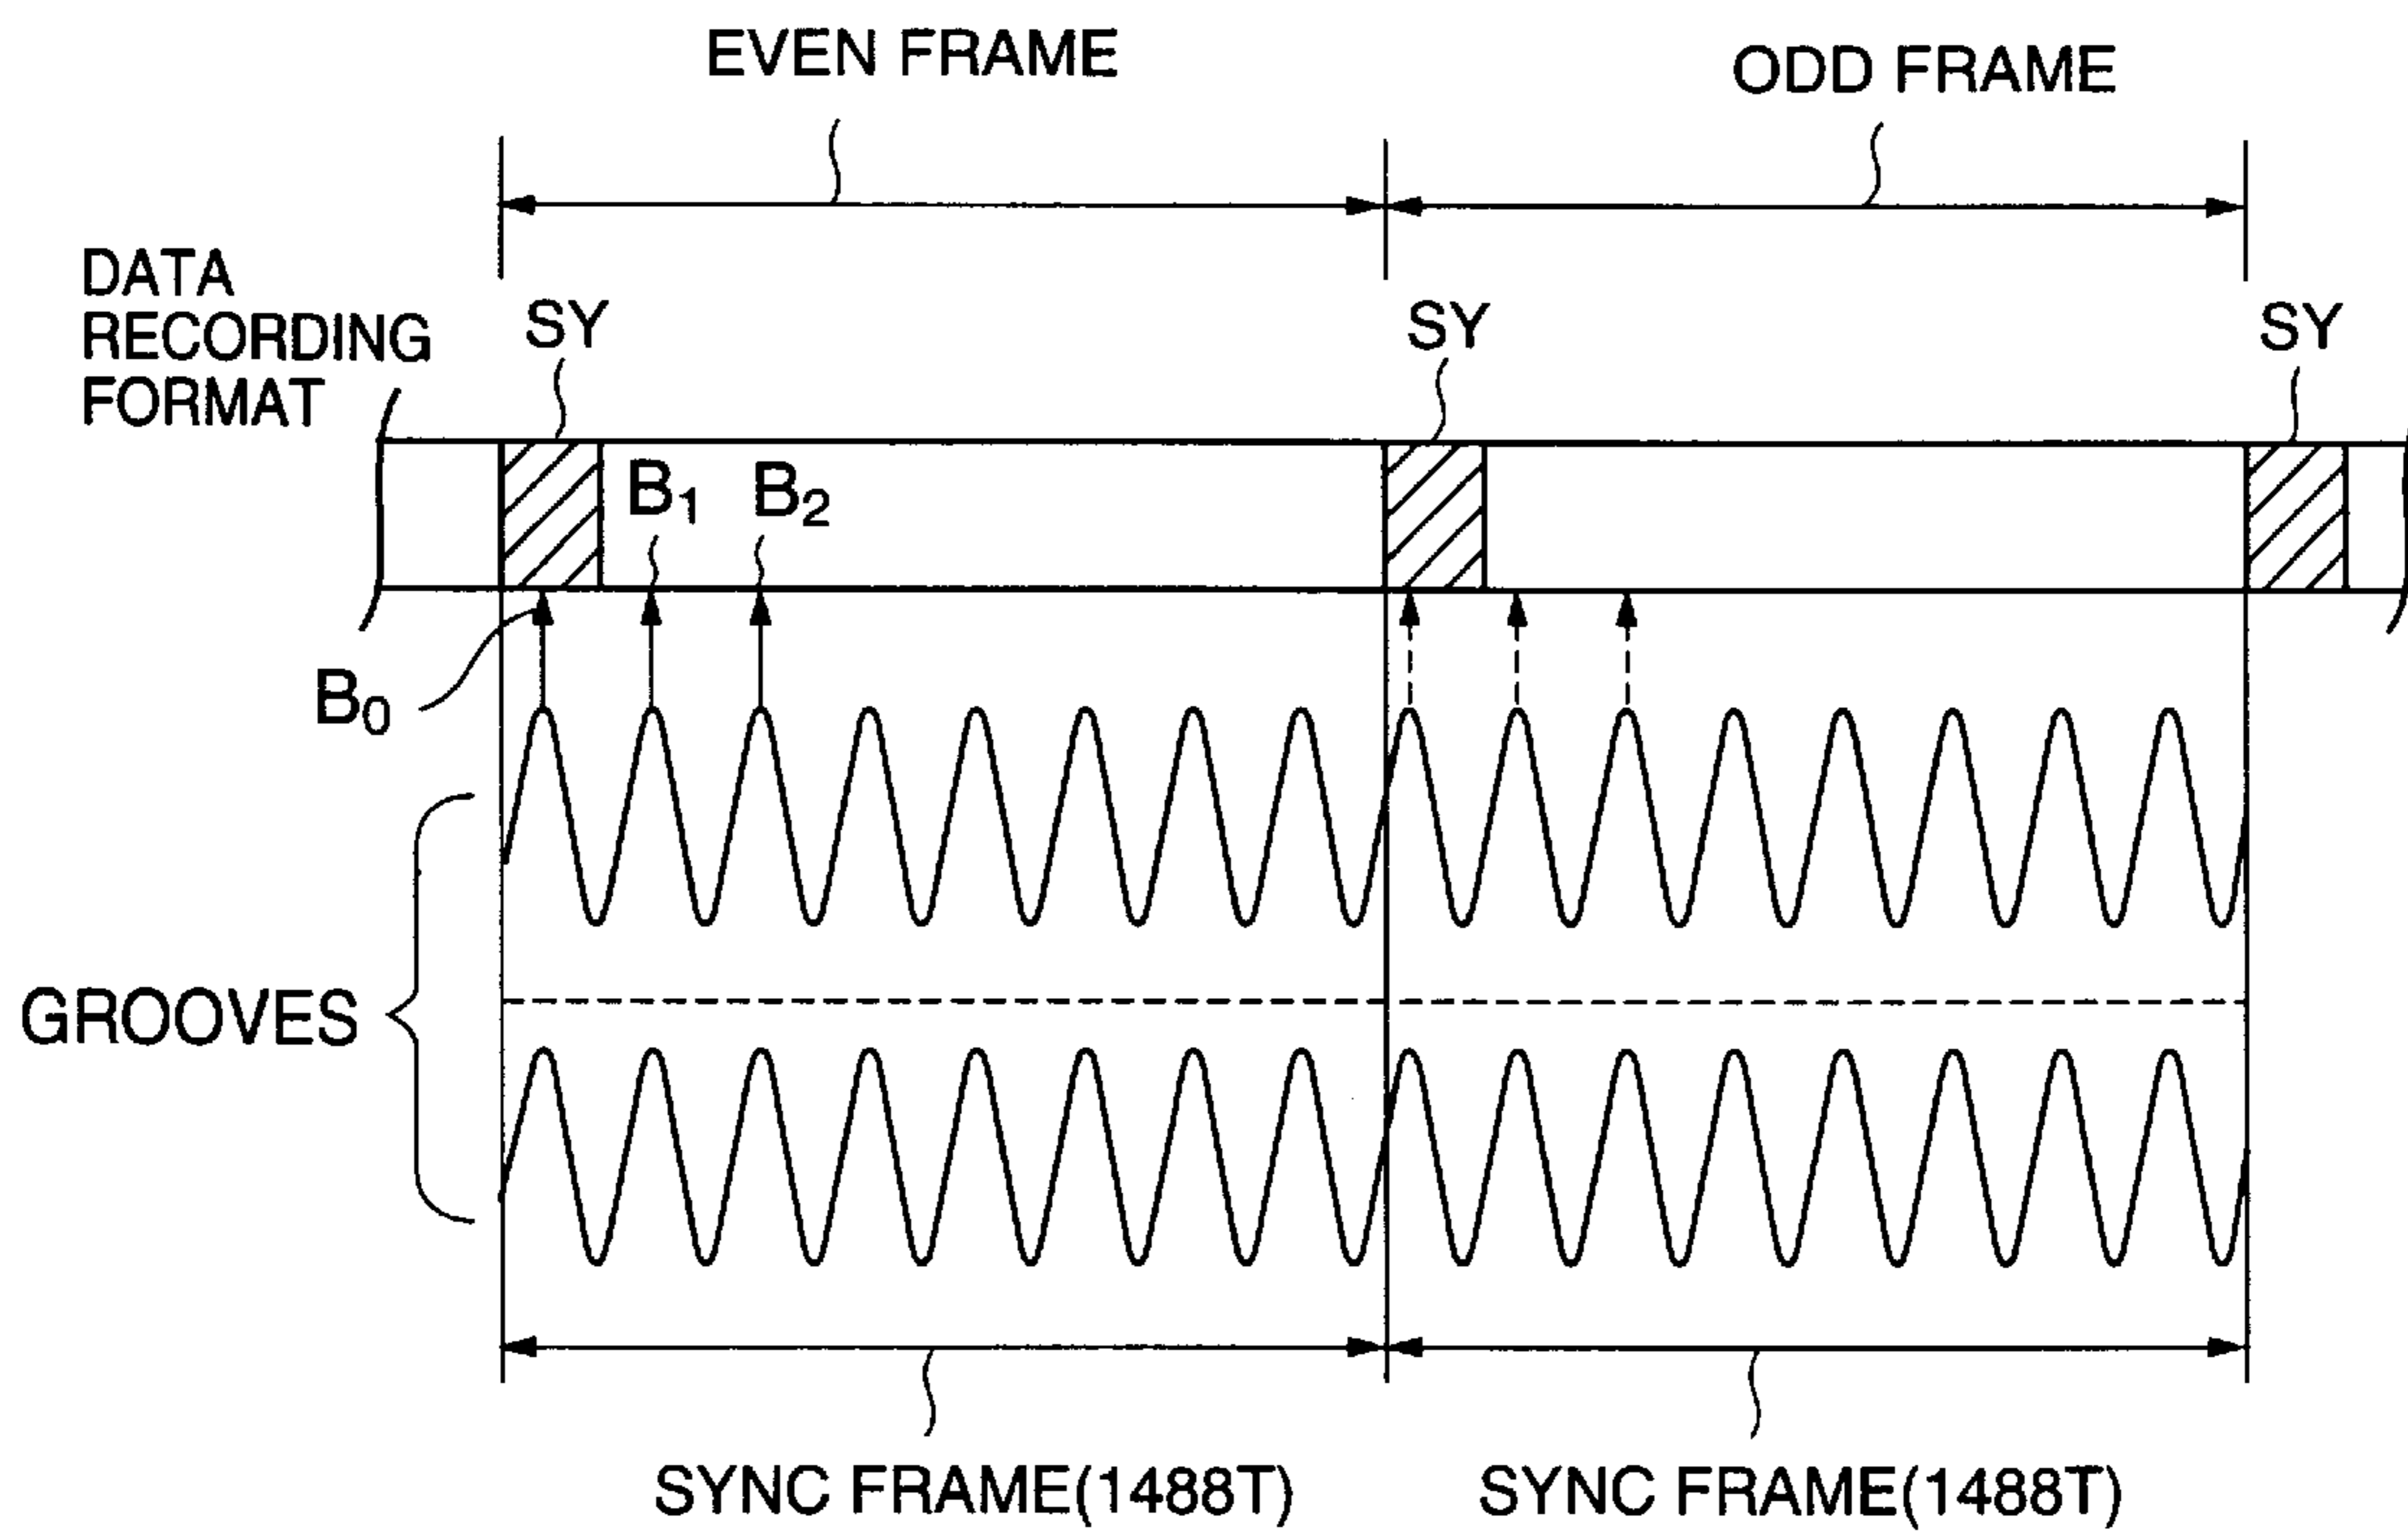 EVEN FRAME
ODD FRAME
DATA
RECORDING
FORMAT
SY
SY
SY
B1
B2
B0
GROOVES
SYNC FRAME(1488T)
SYNC FRAME(1488T)